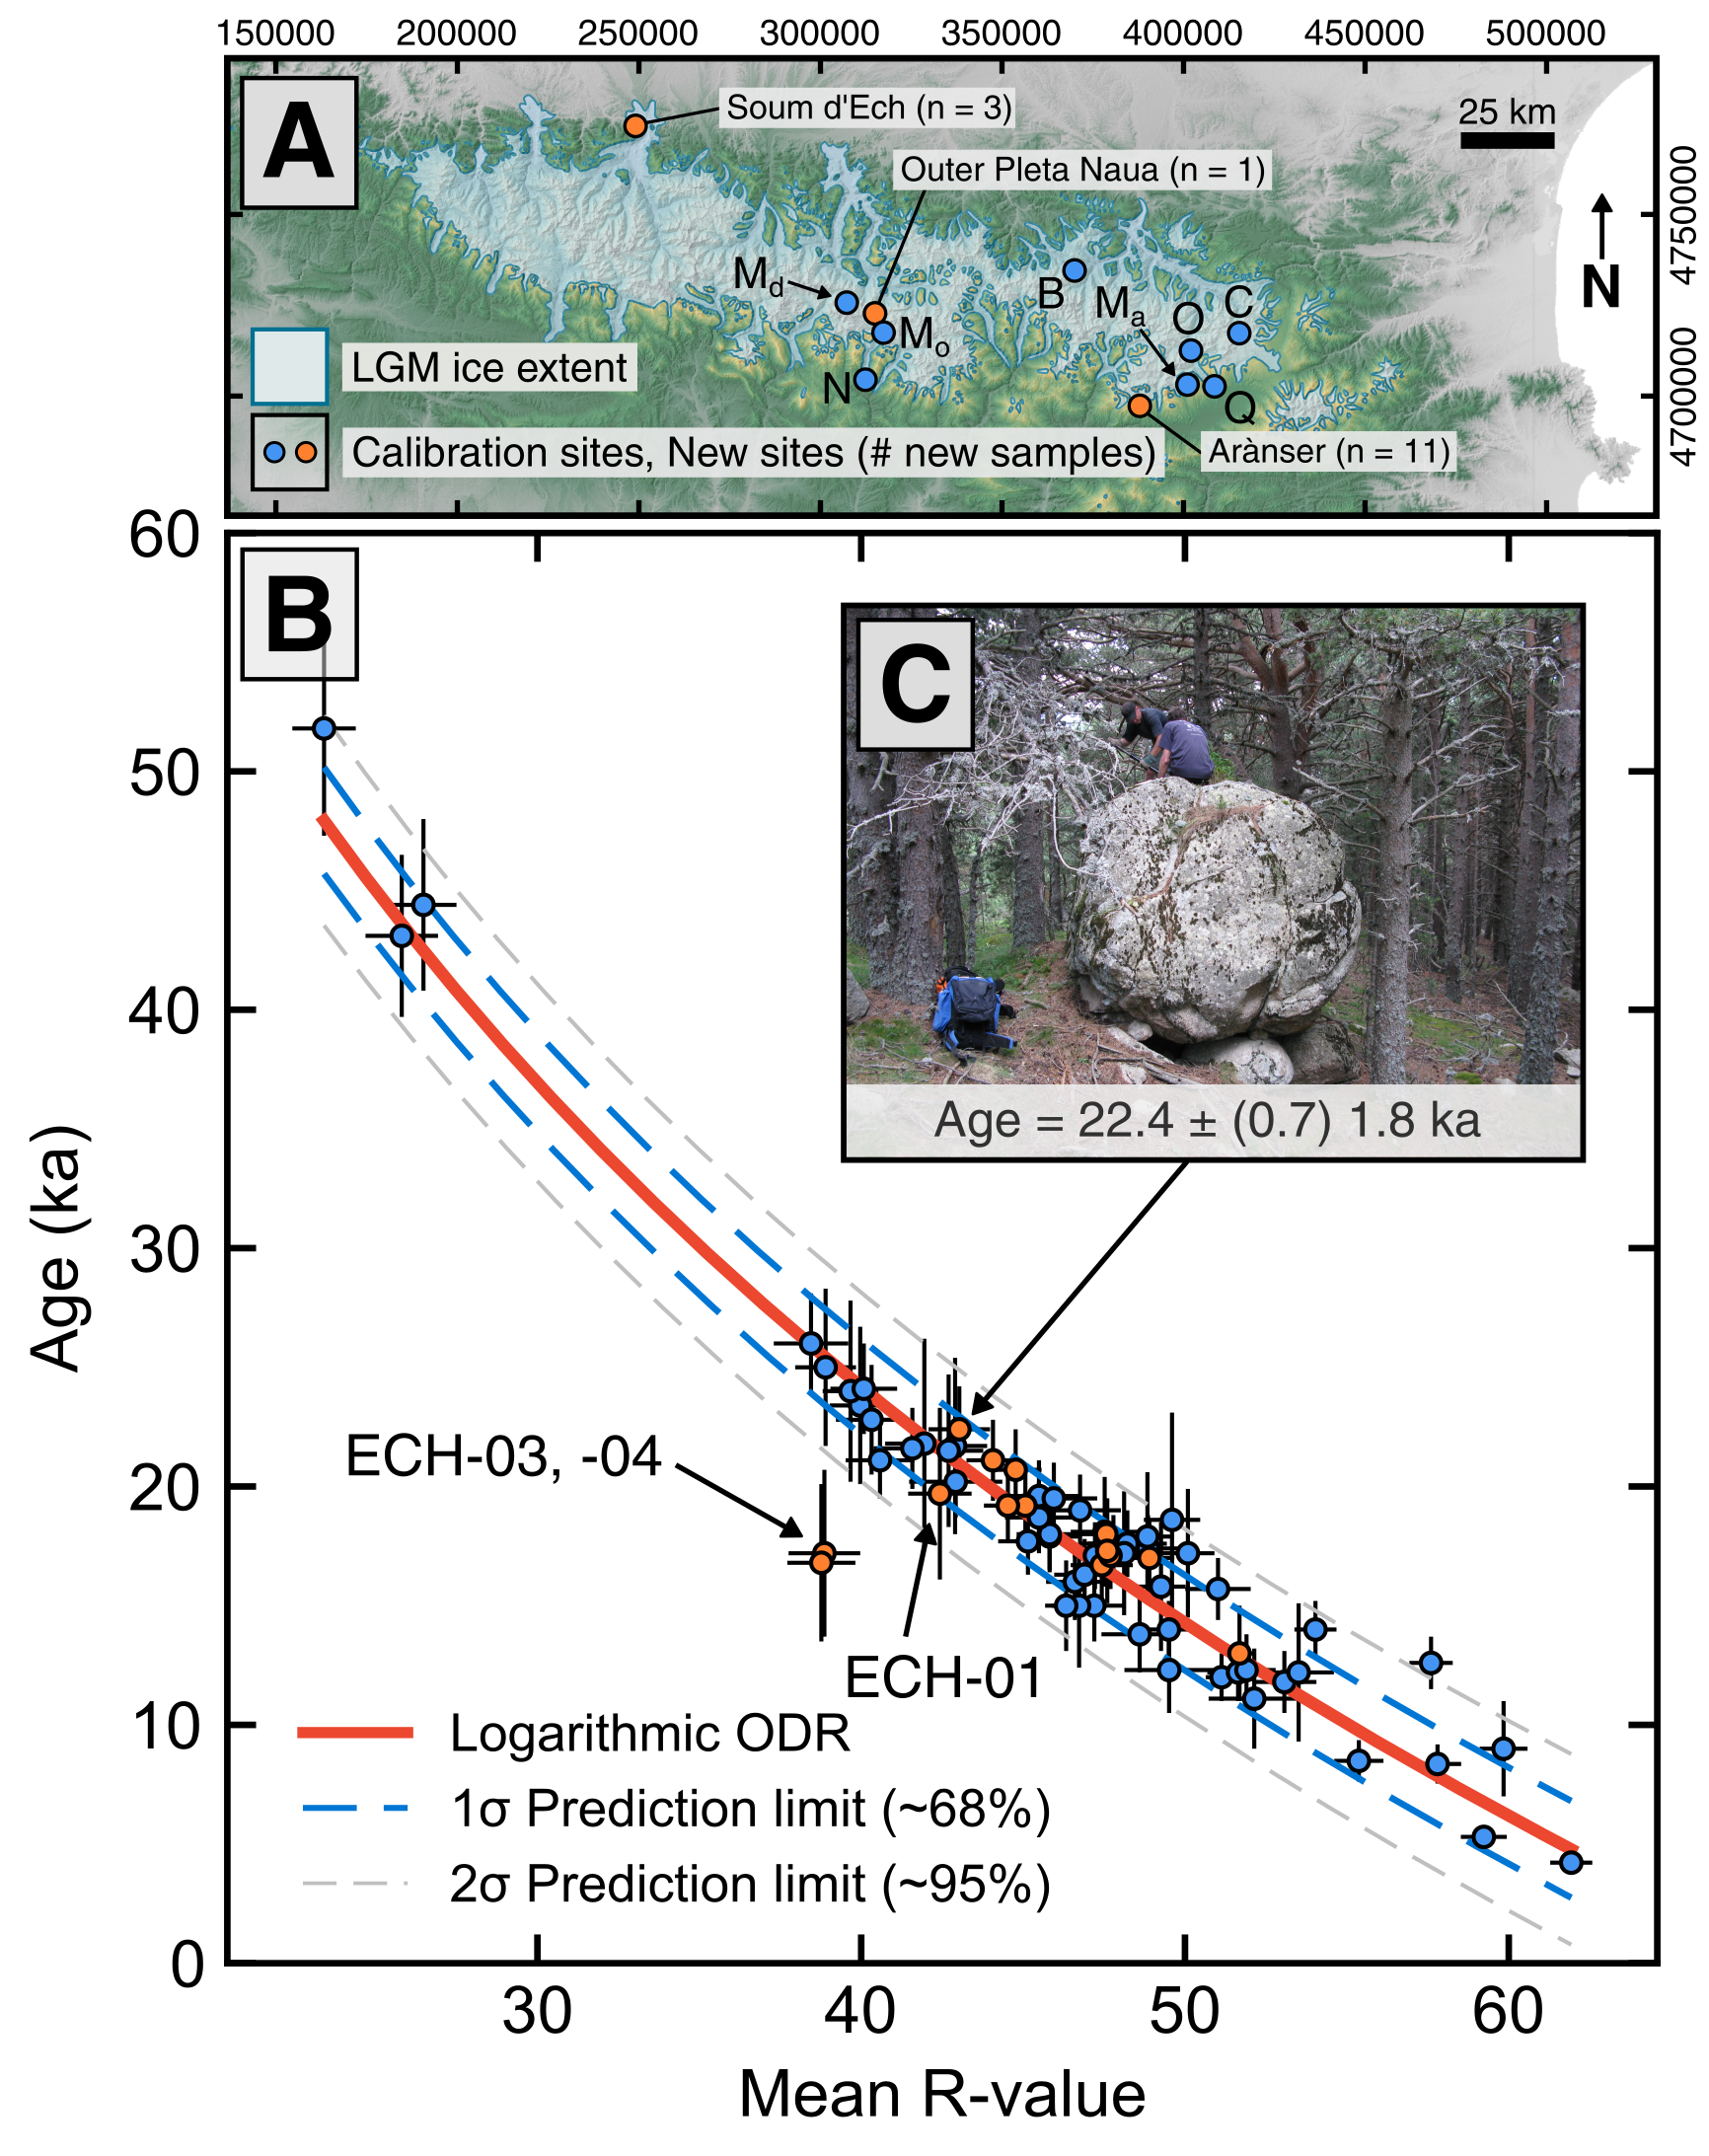 150000 200000 250000 300000 350000 400000 450000 500000
A
Soum d'Ech (n = 3)
25 km
Outer Pleta Naua (n = 1)
4750000
N
Md
B
Ma
O
C
Mo
N
Q
4700000
LGM ice extent
Arànser (n = 11)
Calibration sites, New sites (# new samples)
60
B
C
50
Age = 22.4 ± (0.7) 1.8 ka
40
30
Age (ka)
20
ECH-03, -04
ECH-01
10
Logarithmic ODR
1σ Prediction limit (~68%)
2σ Prediction limit (~95%)
0
30 40 50 60
Mean R-value